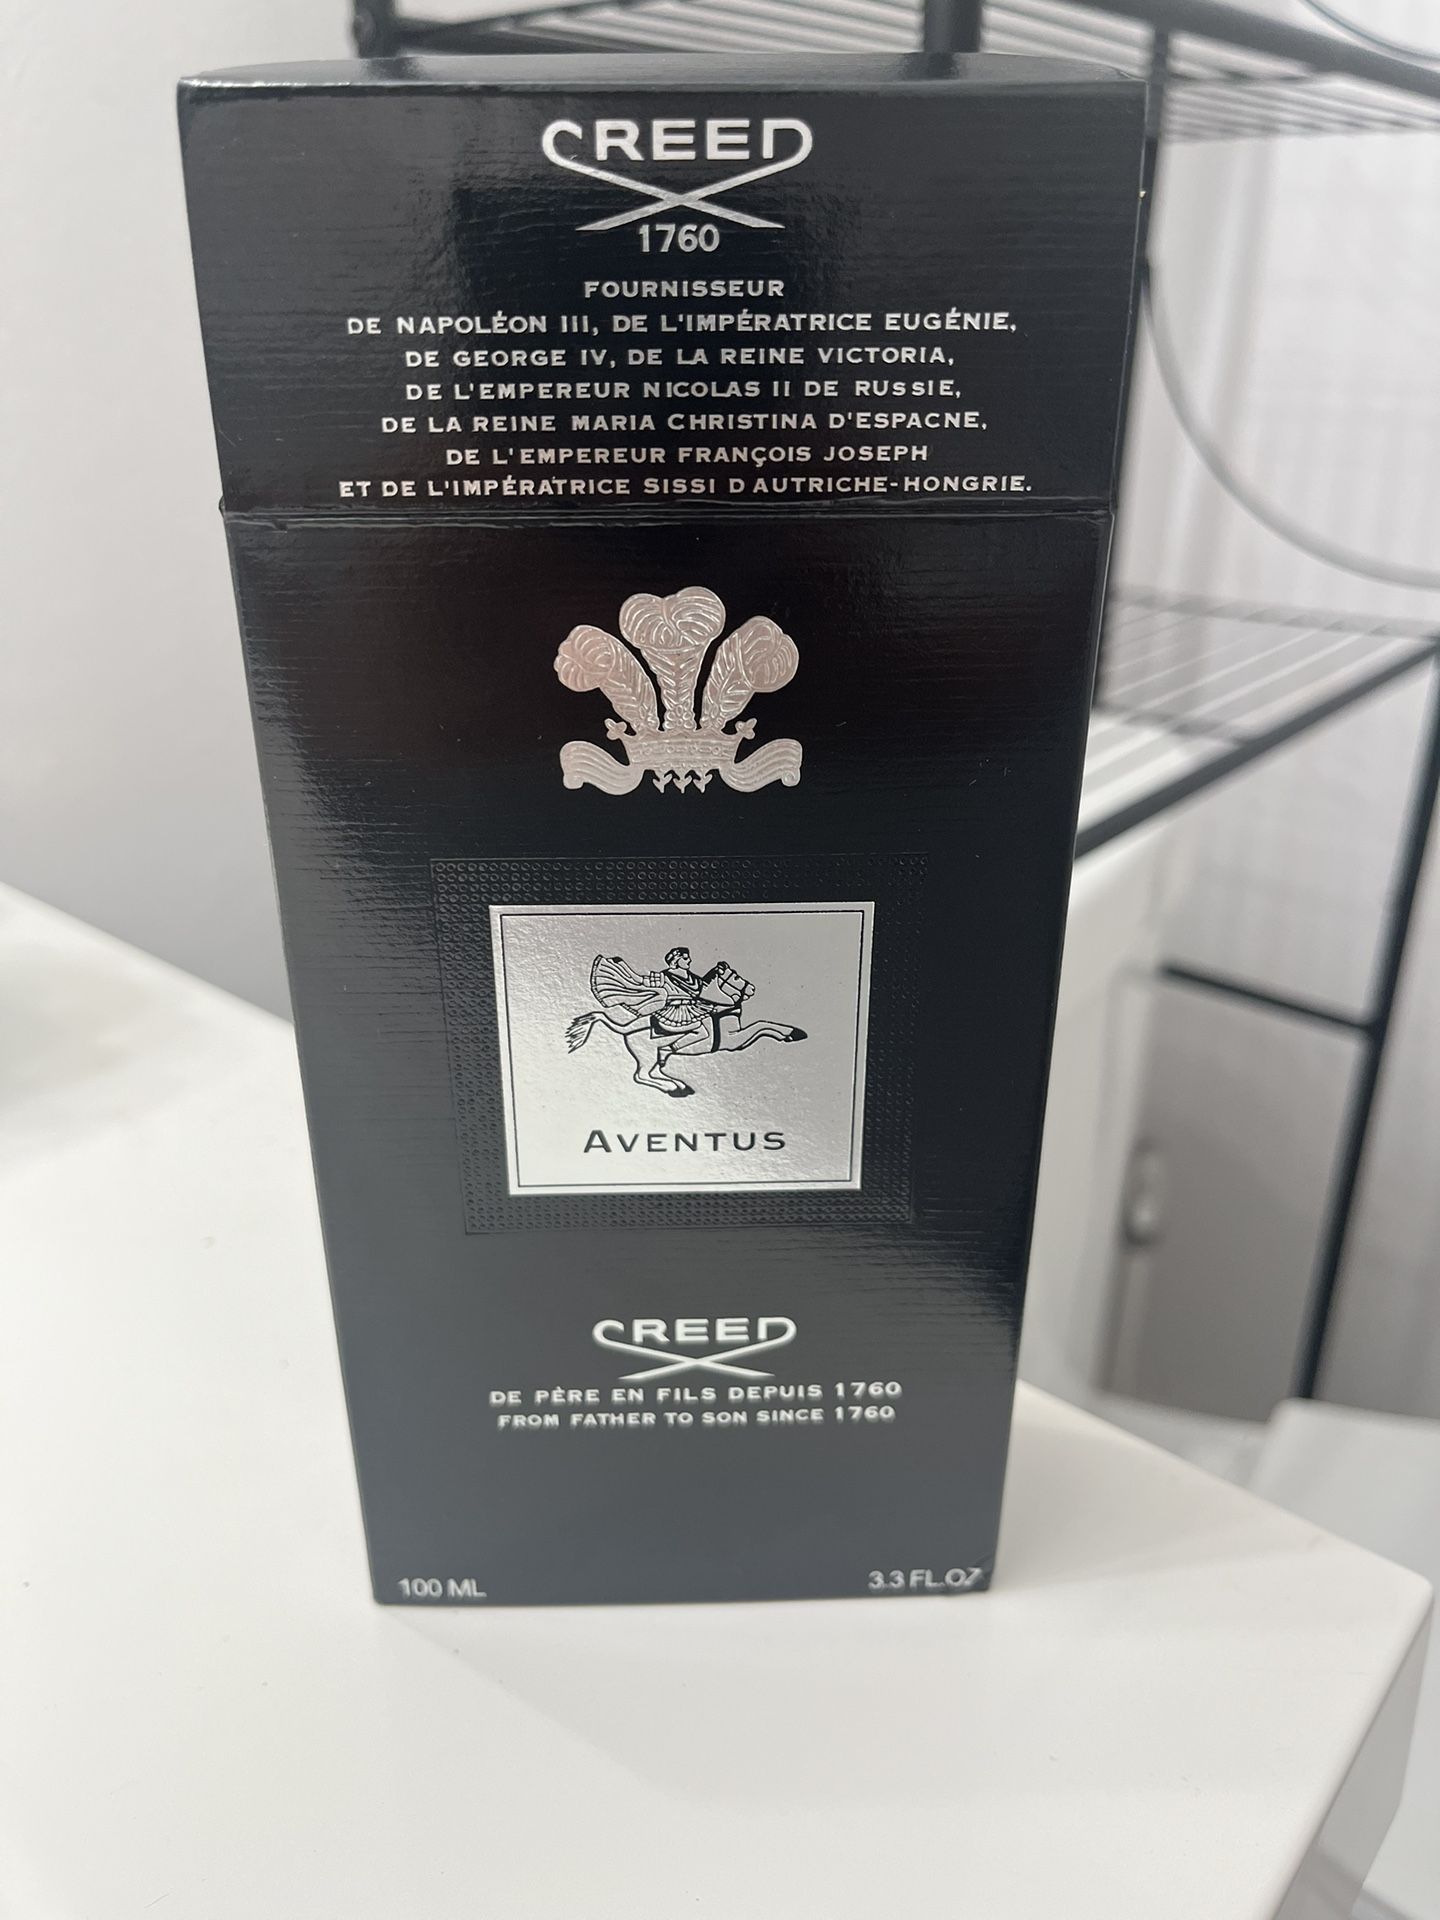 CREED
1760
FOURNISSEUR
DE NAPOLÉON III, DE L'IMPÉRATRICE EUGÉNIE,
DE GEORGE IV, DE LA REINE VICTORIA,
DE L'EMPEREUR NICOLAS II DE RUSSIE,
DE LA REINE MARIA CHRISTINA D'ESPACNE,
DE L'EMPEREUR FRANÇOIS JOSEPH
ET DE L'IMPÉRATRICE SISSI D AUTRICHE-HONGRIE.
AVENTUS
CREED
DE PÈRE EN FILS DEPUIS 1760
FROM FATHER TO SON SINCE 1760
100 ML
3.3 FL.OZ